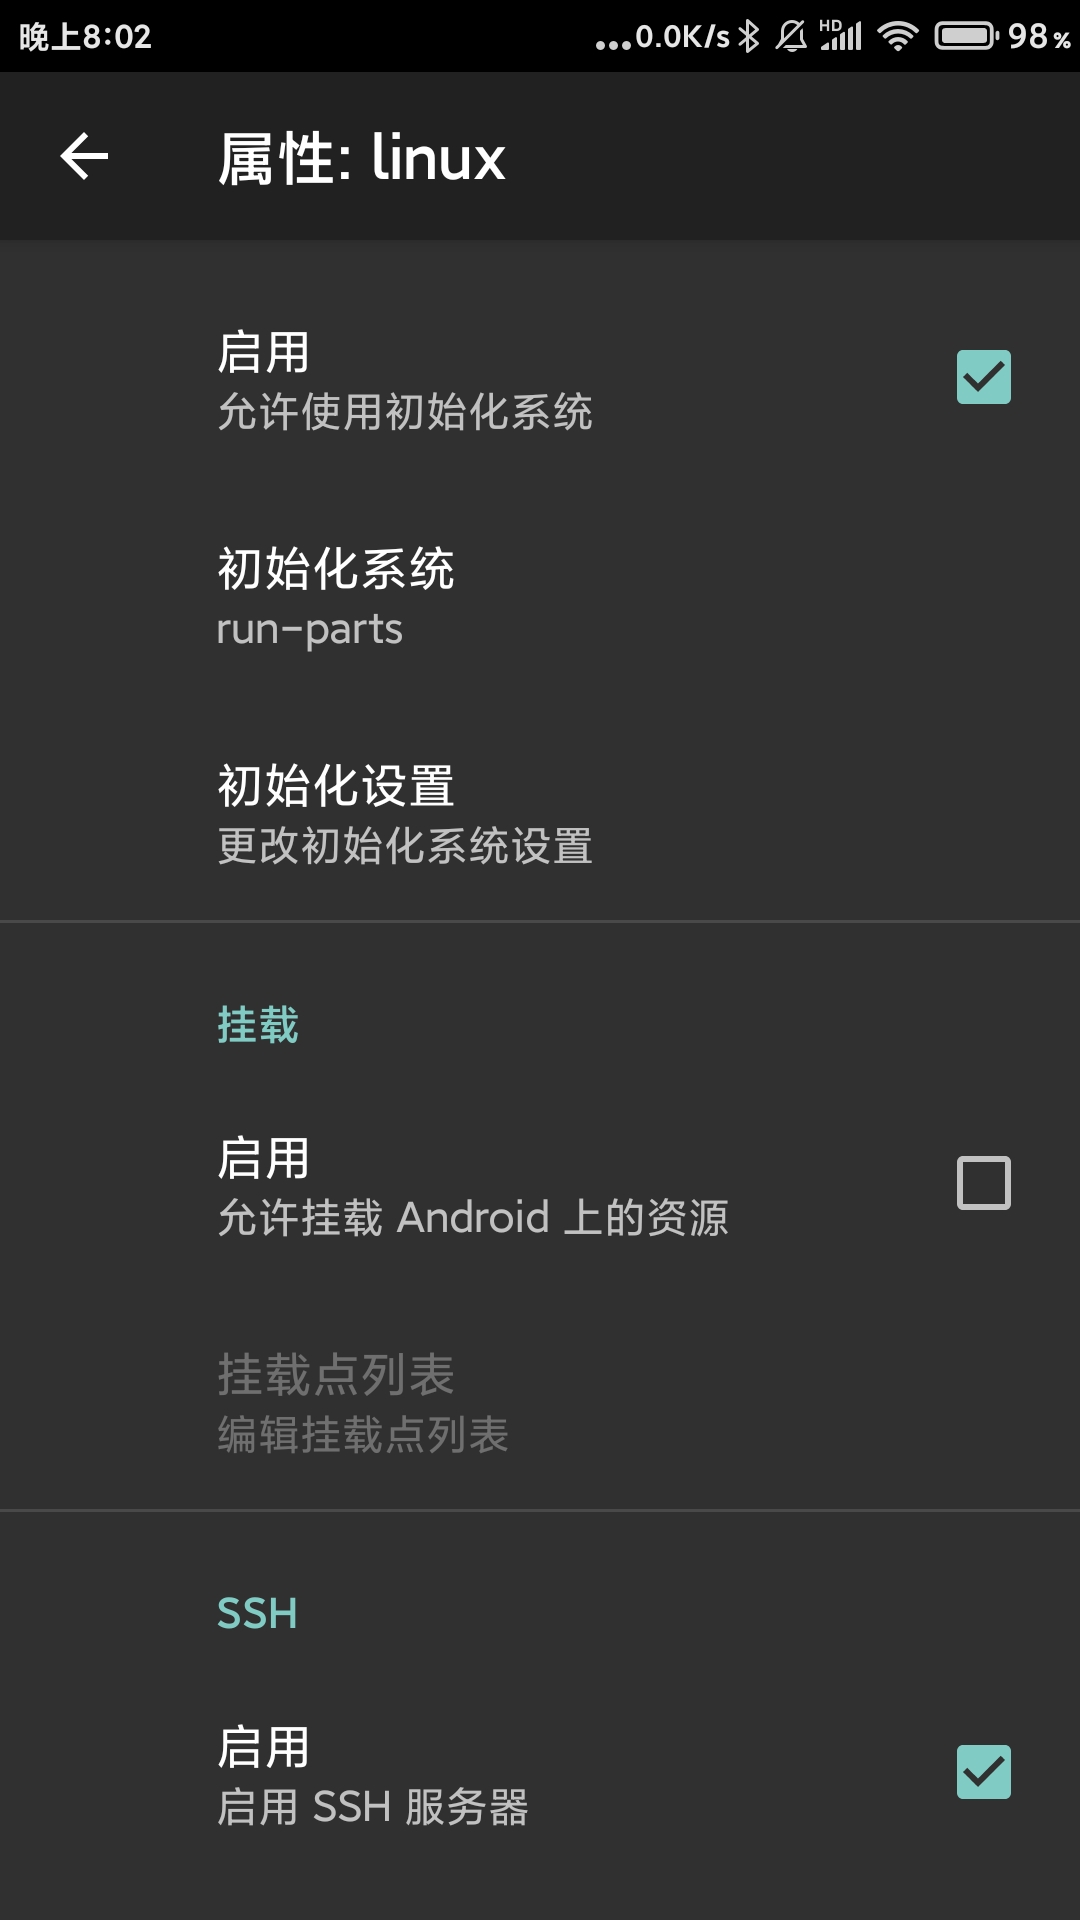 晚上8:02
...0.0K/s HD 98%
属性: linux
启用
允许使用初始化系统
初始化系统
run-parts
初始化设置
更改初始化系统设置
挂载
启用
允许挂载 Android 上的资源
挂载点列表
编辑挂载点列表
SSH
启用
启用 SSH 服务器